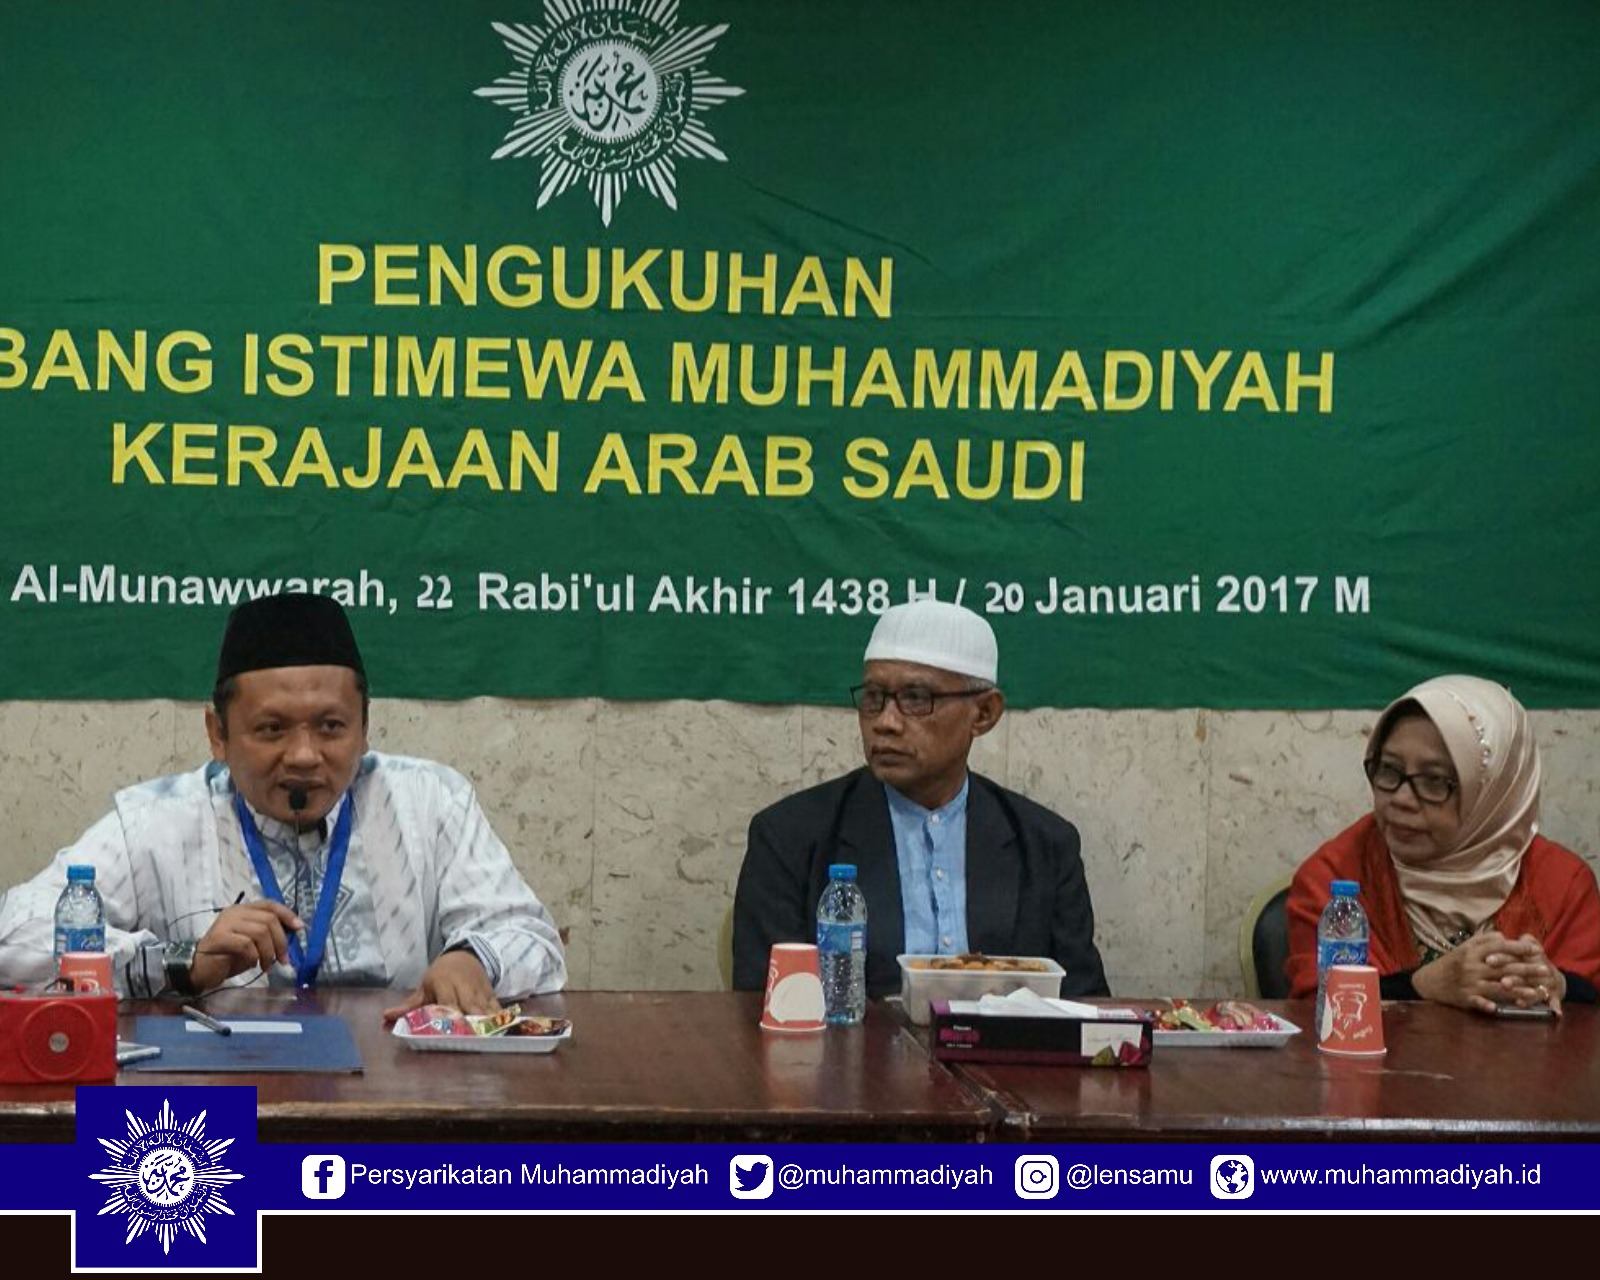 PENGUKUHAN
BANG ISTIMEWA MUHAMMADIYAH
KERAJAAN ARAB SAUDI
Al-Munawwarah, 22 Rabi'ul Akhir 1438 H / 20 Januari 2017 M
Persyarikatan Muhammadiyah @muhammadiyah @lensamu www.muhammadiyah.id